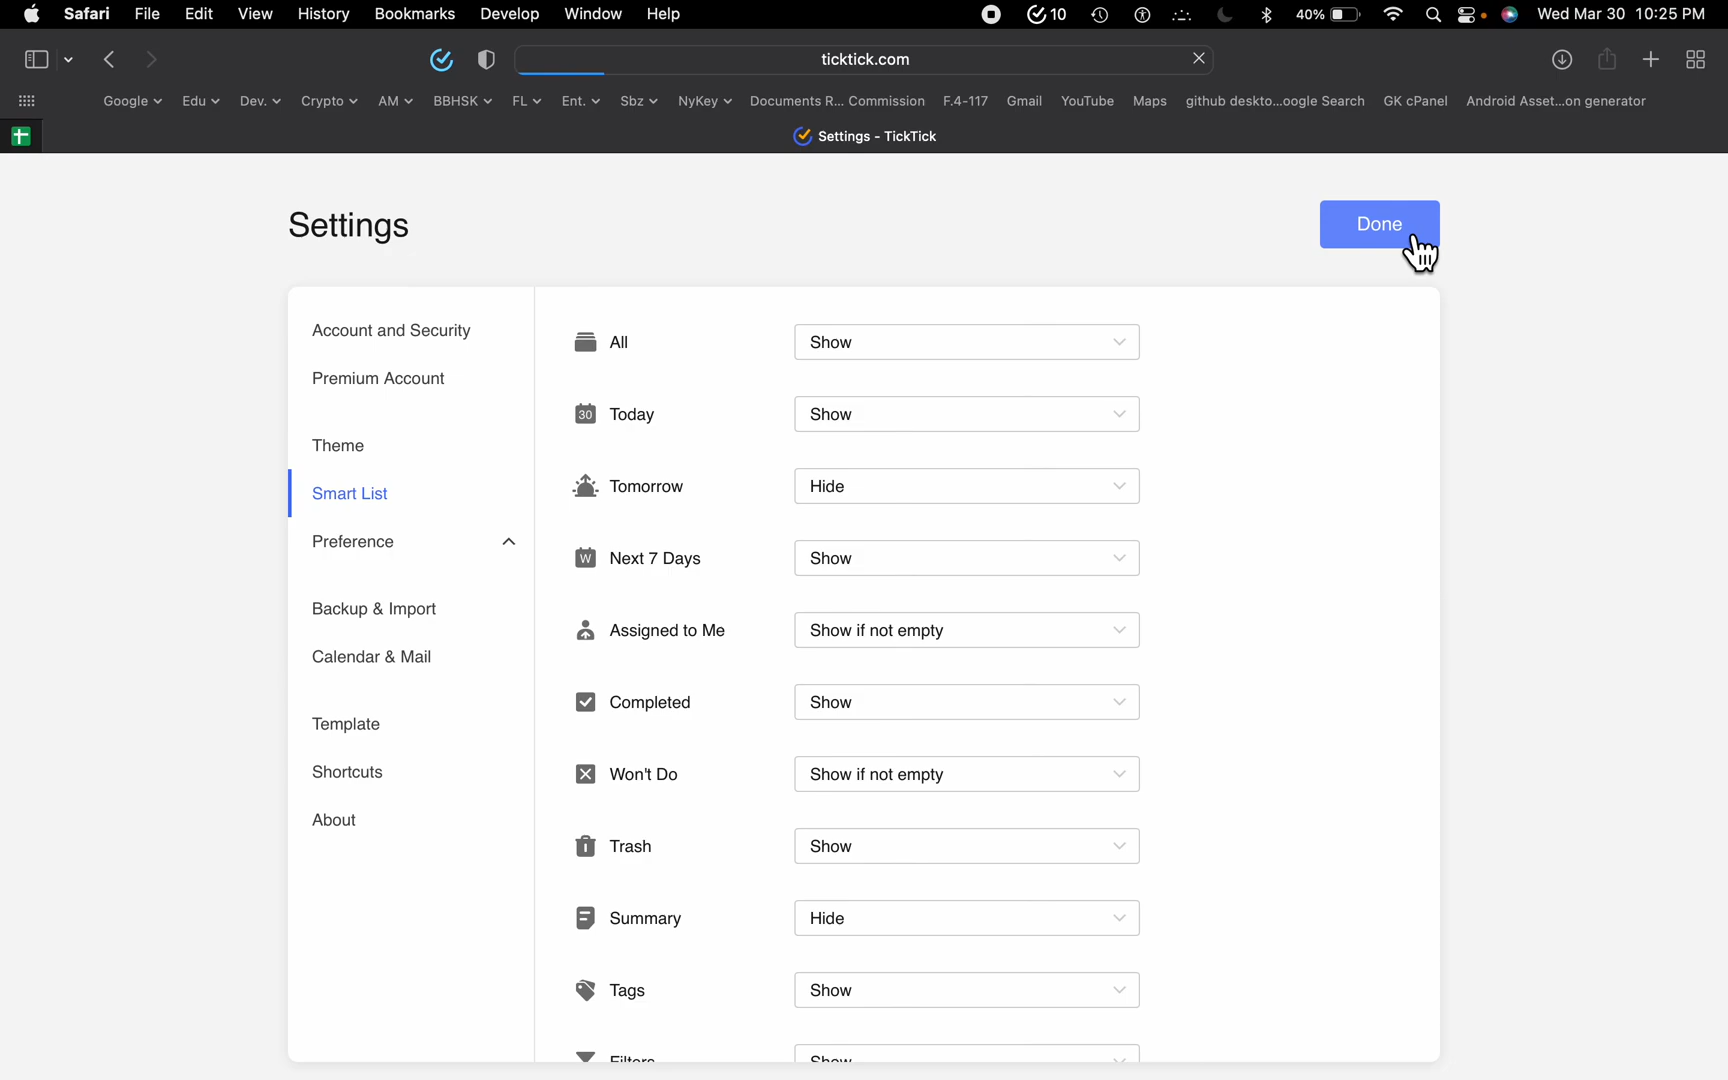 Safari File Edit View History Bookmarks Develop Window Help 10 40% Wed Mar 30 10:25 PM
ticktick.com
Google Edu Dev. Crypto AM BBHSK FL Ent. Sbz NyKey Documents R... Commission F.4-117 Gmail YouTube Maps github deskto...oogle Search GK cPanel Android Asset...on generator
Settings - TickTick
Settings
Done
Account and Security
Premium Account
Theme
Smart List
Preference
Backup & Import
Calendar & Mail
Template
Shortcuts
About
All Show
30 Today Show
Tomorrow Hide
W Next 7 Days Show
Assigned to Me Show if not empty
Completed Show
Won't Do Show if not empty
Trash Show
Summary Hide
Tags Show
Filters Show